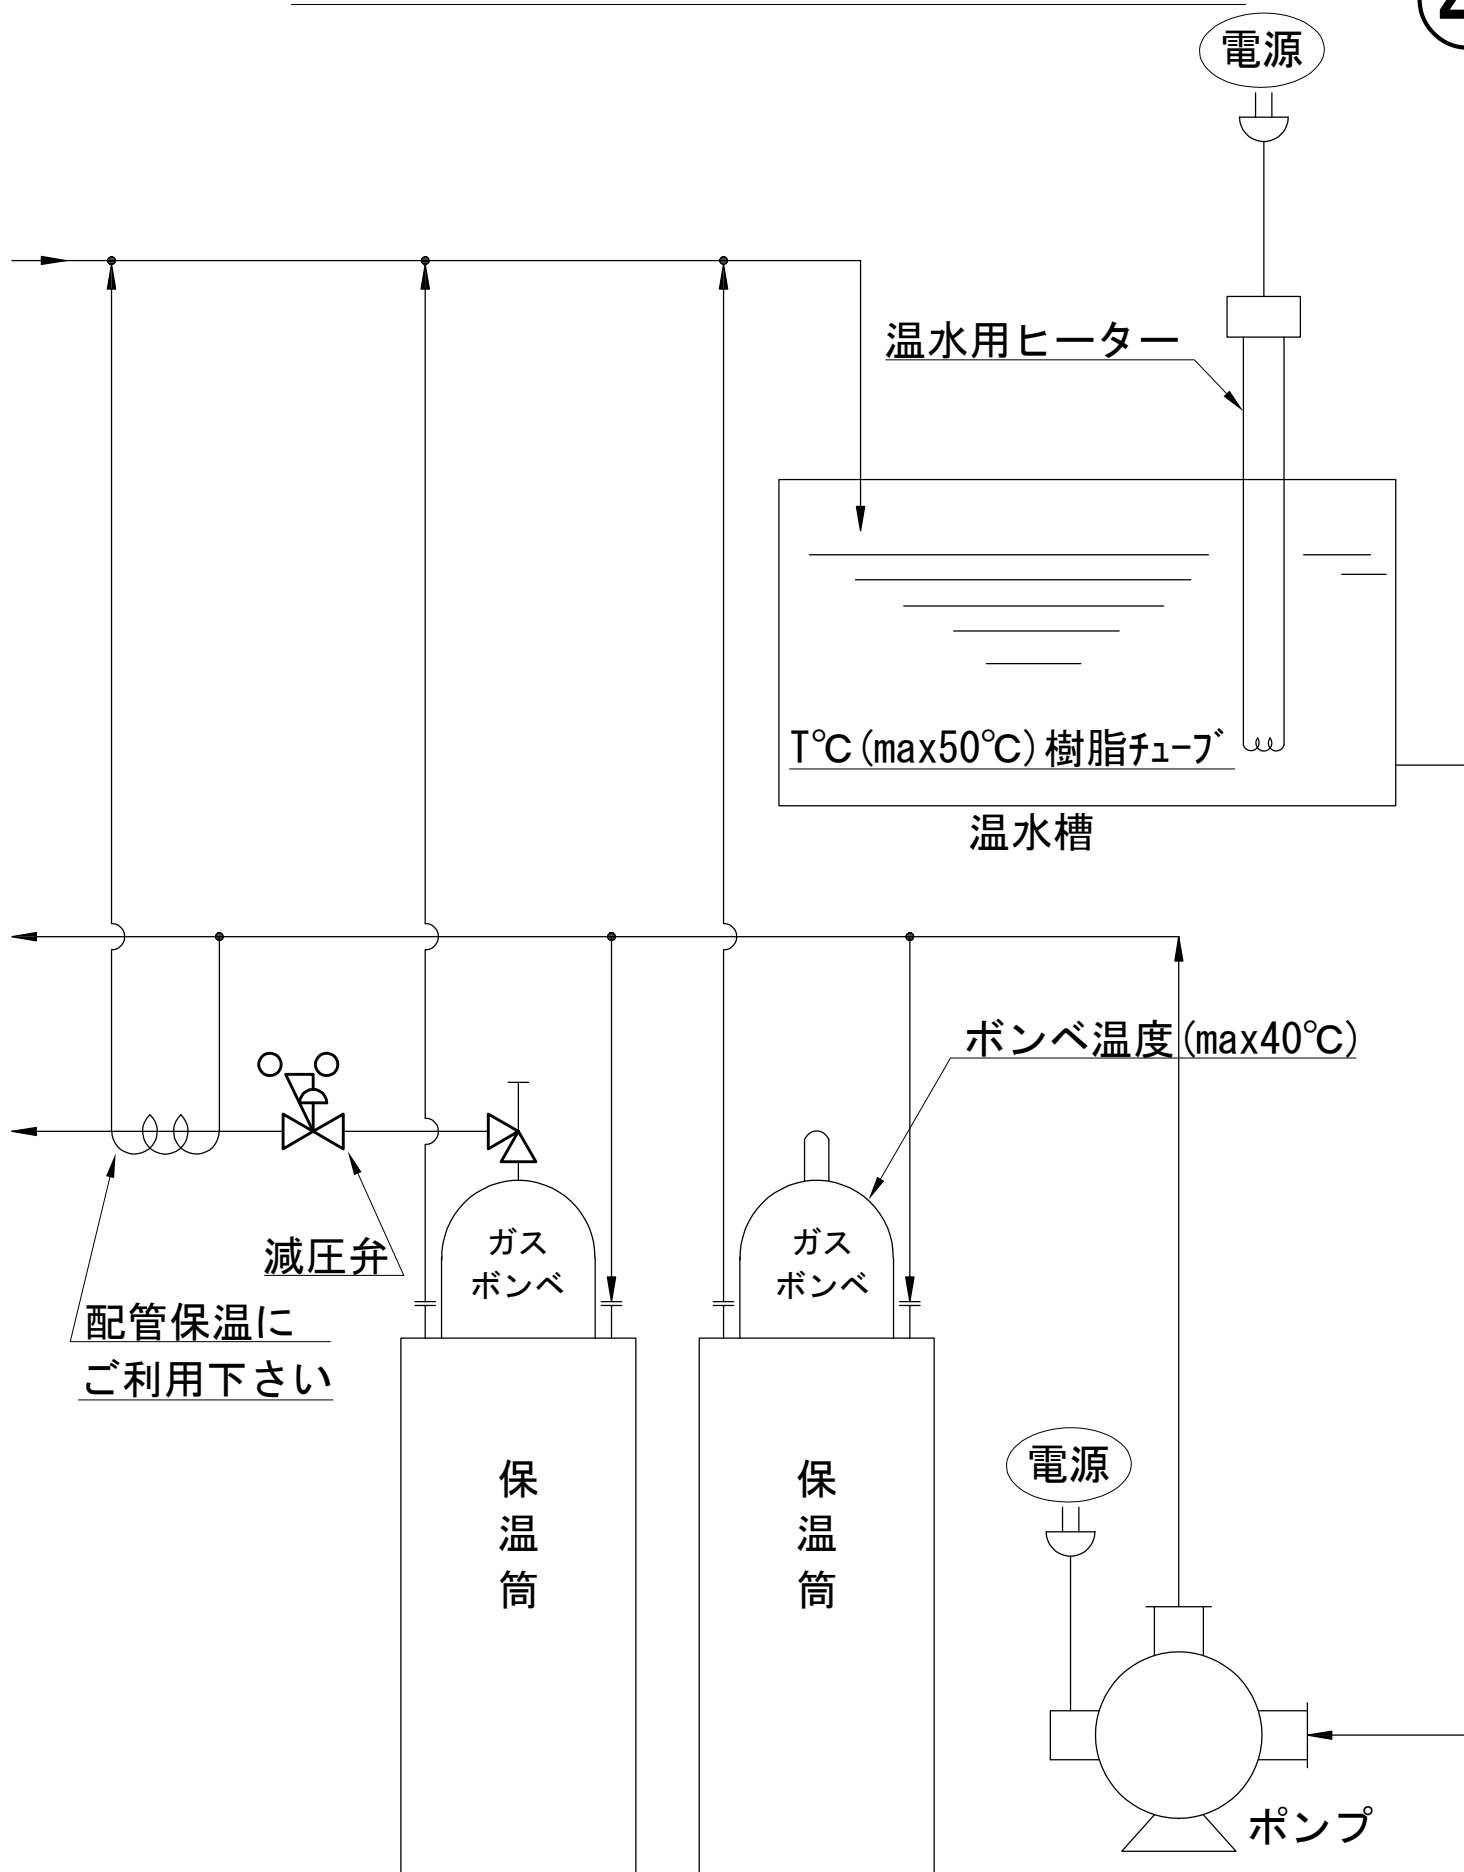 電源
温水用ヒーター
T℃(max50℃)樹脂ﾁｭｰﾌﾞ
温水槽
ボンベ温度(max40℃)
減圧弁
ガス
ボンベ
ガス
ボンベ
配管保温に
ご利用下さい
保
温
筒
保
温
筒
電源
ポンプ